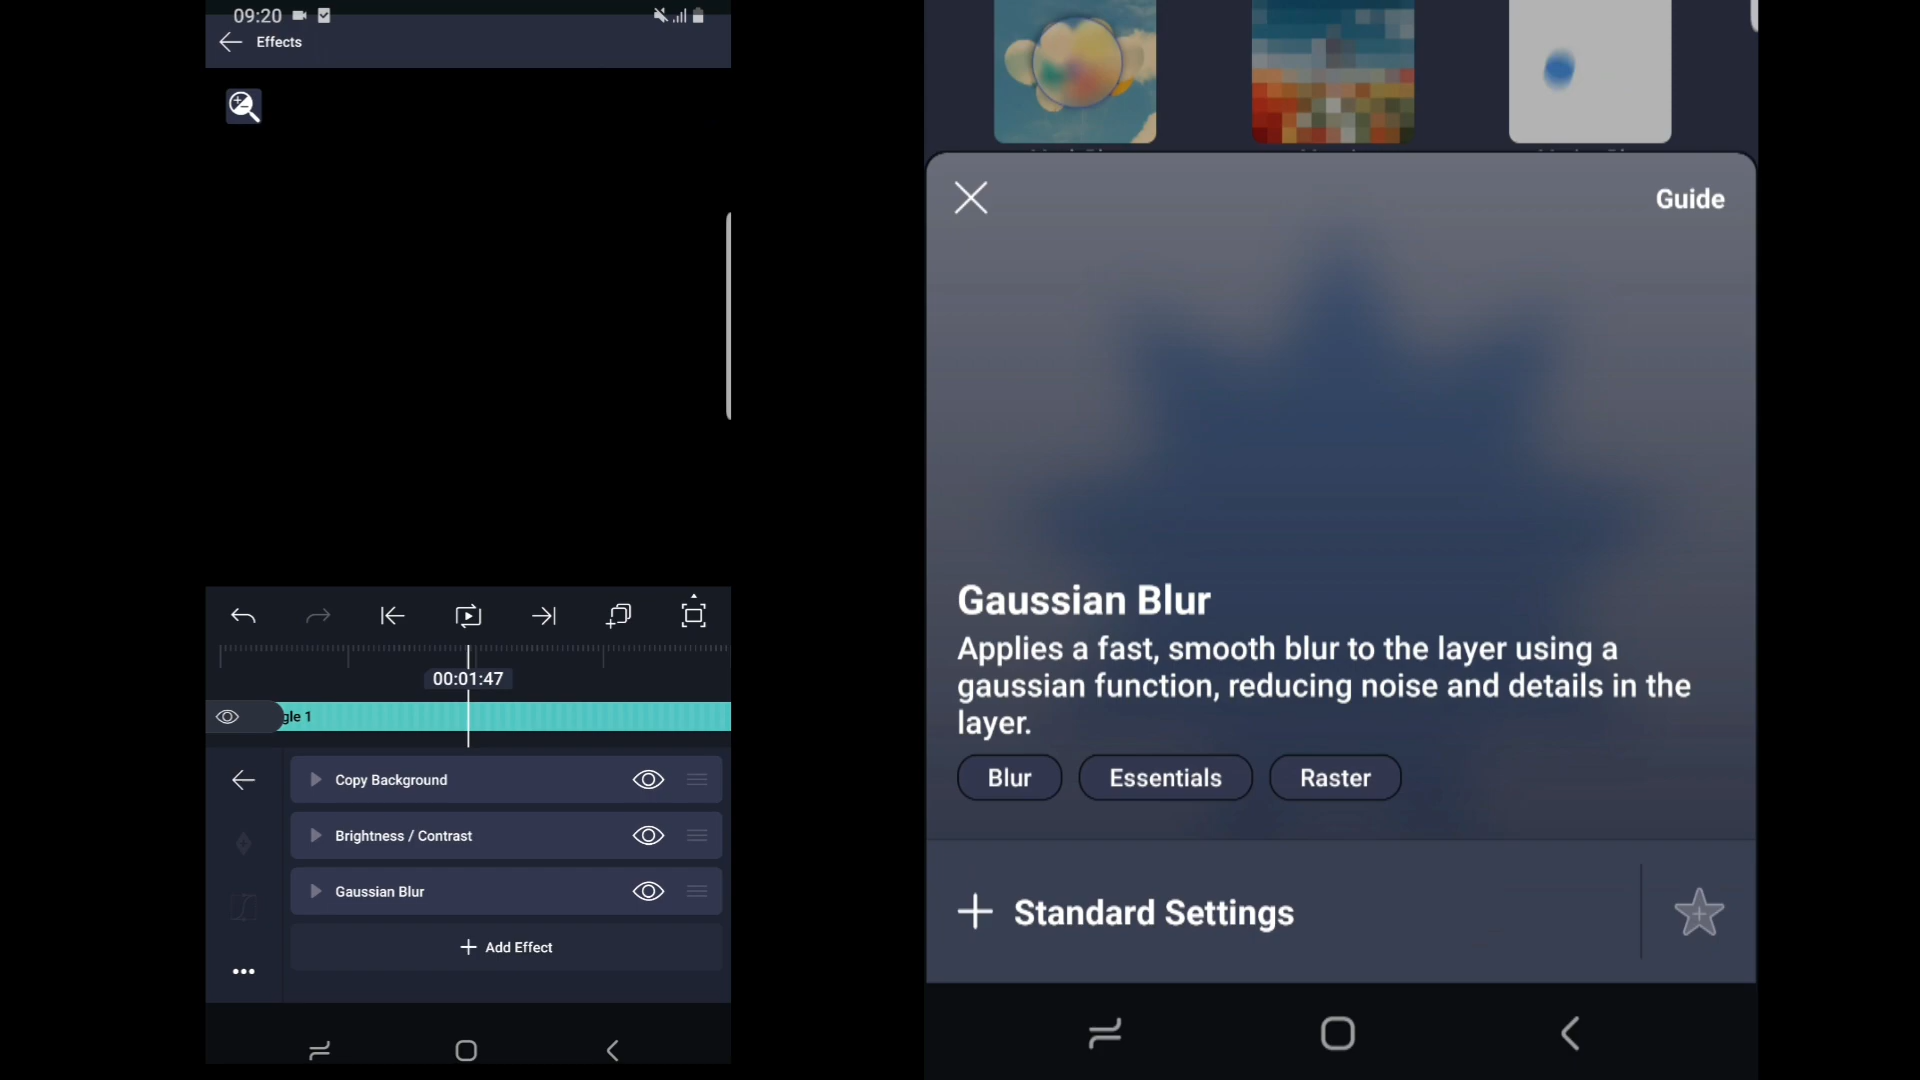 09:20
Effects
00:01:47
gle 1
Copy Background
Brightness / Contrast
Gaussian Blur
Add Effect
Guide
Gaussian Blur
Applies a fast, smooth blur to the layer using a
gaussian function, reducing noise and details in the
layer.
Blur Essentials Raster
Standard Settings